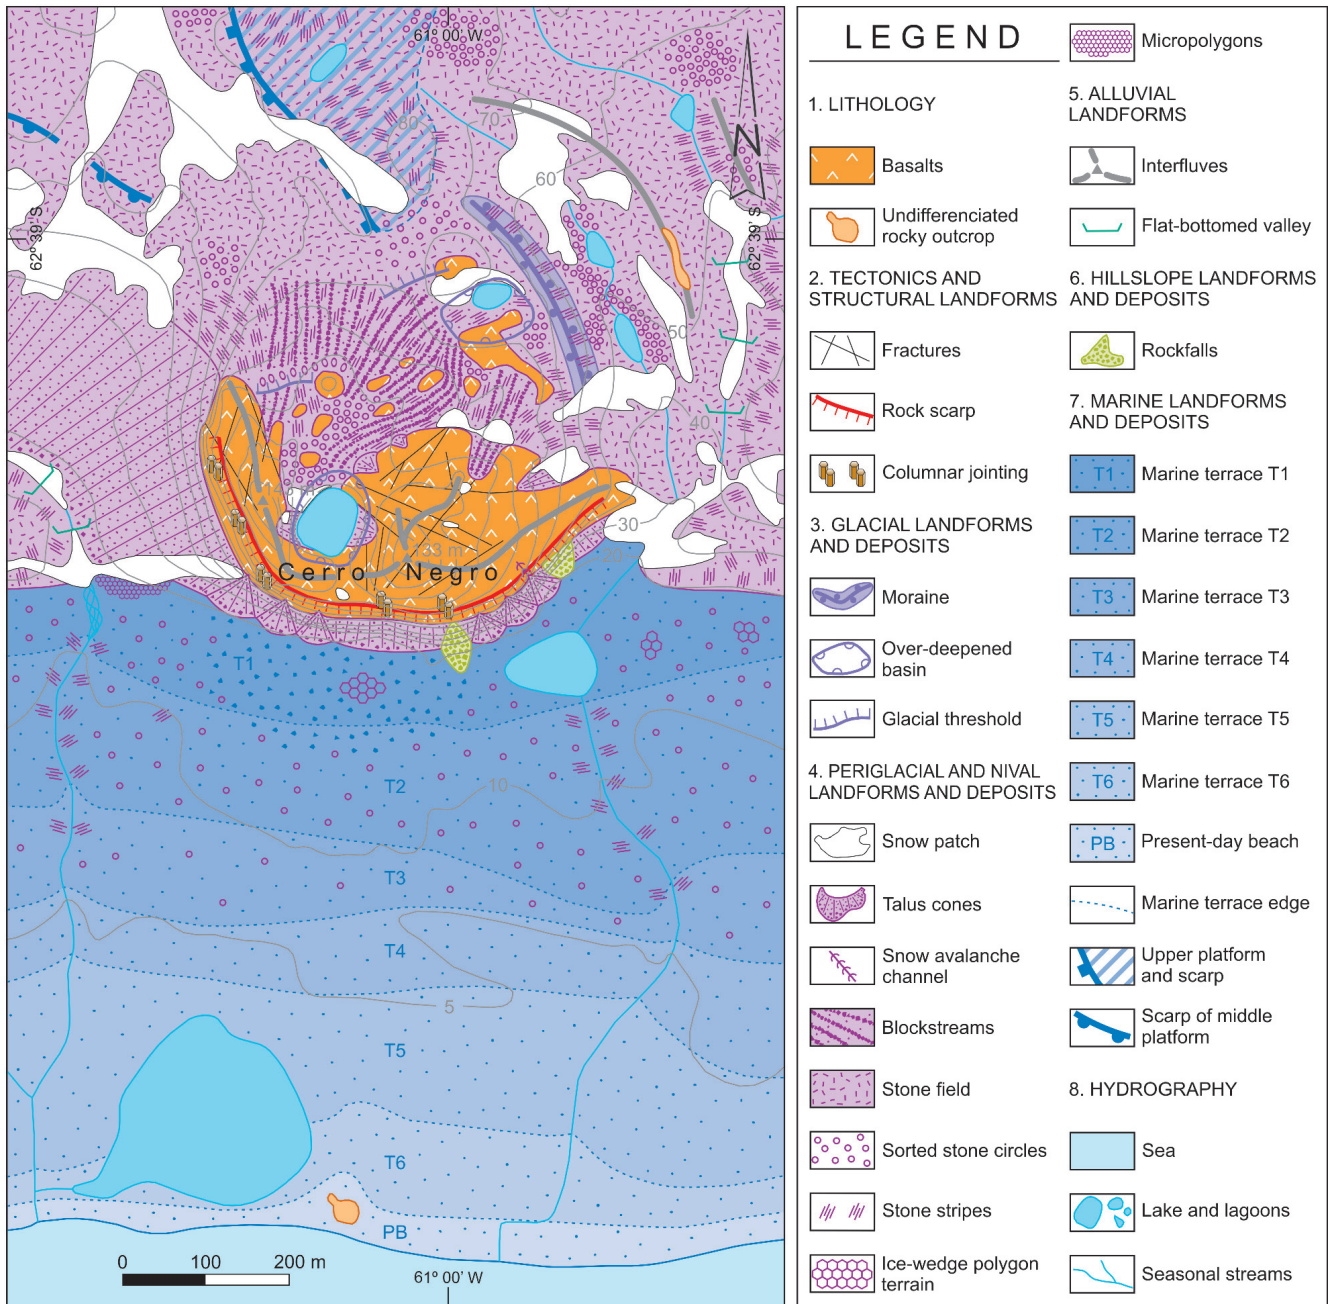 61º 00' W
80
70
N
60
62º 39' S
62º 39' S
50
40
140 m
30
133 m
20
Cerro Negro
T1
T2
10
T3
T4
5
T5
T6
PB
0 100 200 m
61º 00' W
LEGEND
1. LITHOLOGY
Basalts
Undifferenciated
rocky outcrop
2. TECTONICS AND
STRUCTURAL LANDFORMS
Fractures
Rock scarp
Columnar jointing
3. GLACIAL LANDFORMS
AND DEPOSITS
Moraine
Over-deepened
basin
Glacial threshold
4. PERIGLACIAL AND NIVAL
LANDFORMS AND DEPOSITS
Snow patch
Talus cones
Snow avalanche
channel
Blockstreams
Stone field
Sorted stone circles
Stone stripes
Ice-wedge polygon
terrain
Micropolygons
5. ALLUVIAL
LANDFORMS
Interfluves
Flat-bottomed valley
6. HILLSLOPE LANDFORMS
AND DEPOSITS
Rockfalls
7. MARINE LANDFORMS
AND DEPOSITS
T1 Marine terrace T1
T2 Marine terrace T2
T3 Marine terrace T3
T4 Marine terrace T4
T5 Marine terrace T5
T6 Marine terrace T6
PB Present-day beach
Marine terrace edge
Upper platform
and scarp
Scarp of middle
platform
8. HYDROGRAPHY
Sea
Lake and lagoons
Seasonal streams